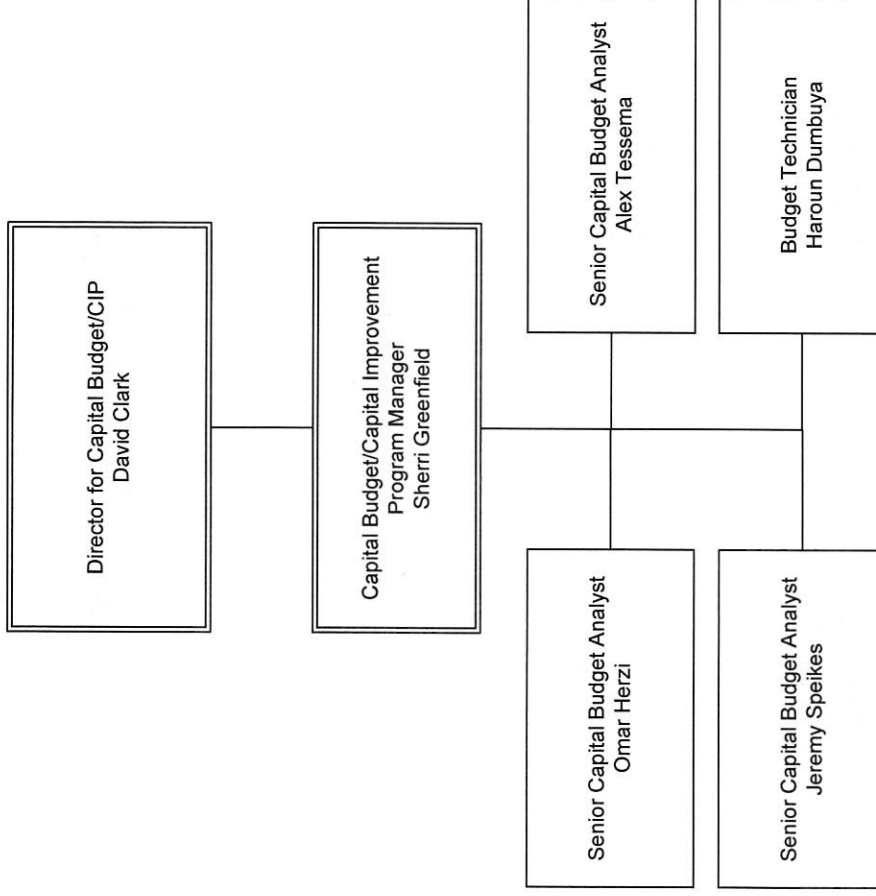 Director for Capital Budget/CIP
David Clark
Capital Budget/Capital Improvement
Program Manager
Sherri Greenfield
Senior Capital Budget Analyst
Omar Herzi
Senior Capital Budget Analyst
Alex Tessema
Senior Capital Budget Analyst
Jeremy Speikes
Budget Technician
Haroun Dumbuya